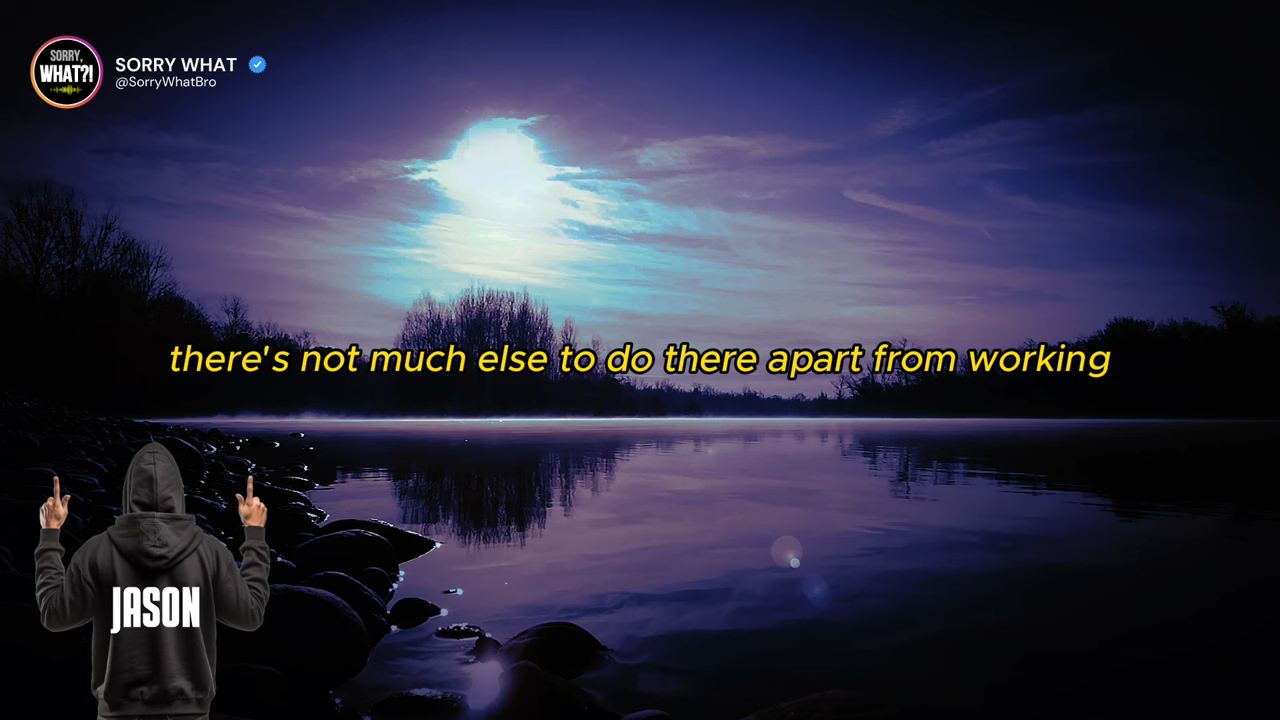 SORRY,
WHAT?!
SORRY WHAT
@SorryWhatBro
there's not much else to do there apart from working
JASON